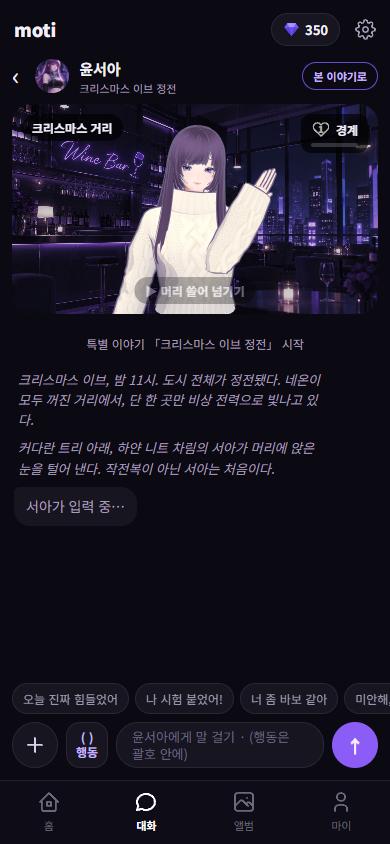 moti
350
윤서아
크리스마스 이브 정전
본 이야기로
크리스마스 거리
1
경계
Wine Bar
▶ 머리 쓸어 넘기기
특별 이야기 「크리스마스 이브 정전」 시작
크리스마스 이브, 밤 11시. 도시 전체가 정전됐다. 네온이
모두 꺼진 거리에서, 단 한 곳만 비상 전력으로 빛나고 있
다.
커다란 트리 아래, 하얀 니트 차림의 서아가 머리에 앉은
눈을 털어 낸다. 작전복이 아닌 서아는 처음이다.
서아가 입력 중…
오늘 진짜 힘들었어
나 시험 붙었어!
너 좀 바보 같아
미안해,
( )
행동
윤서아에게 말 걸기 · (행동은
괄호 안에)
홈
대화
앨범
마이